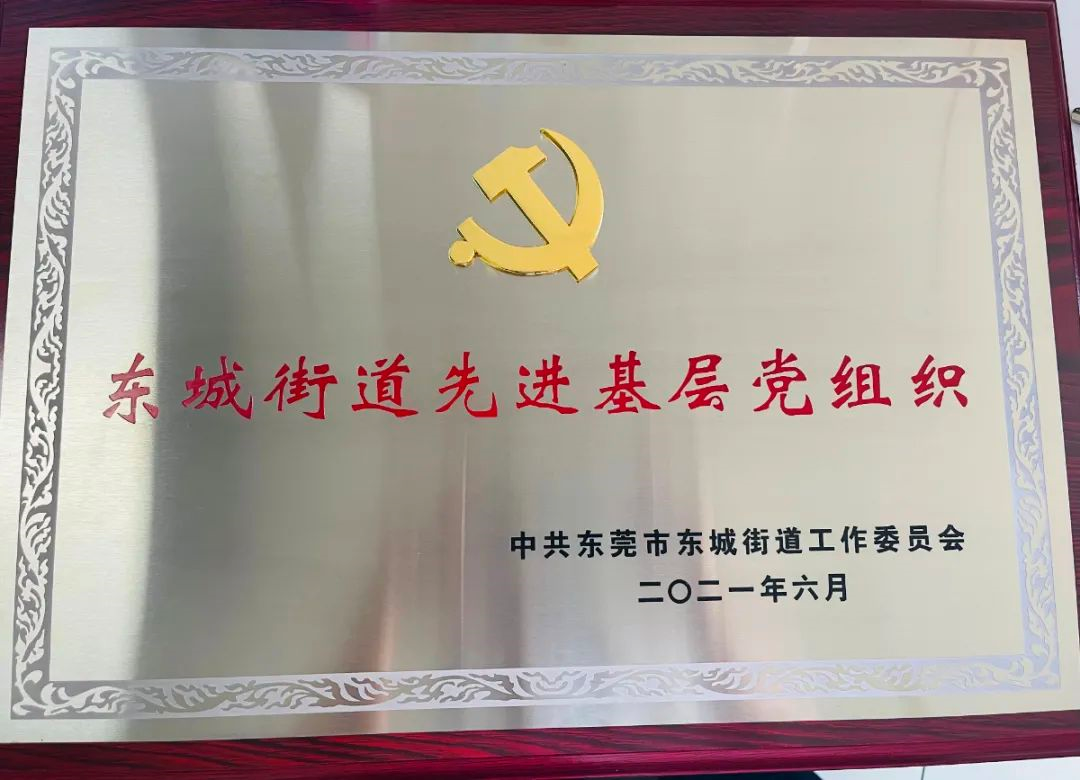 东城街道先进基层党组织
中共东莞市东城街道工作委员会
二〇二一年六月